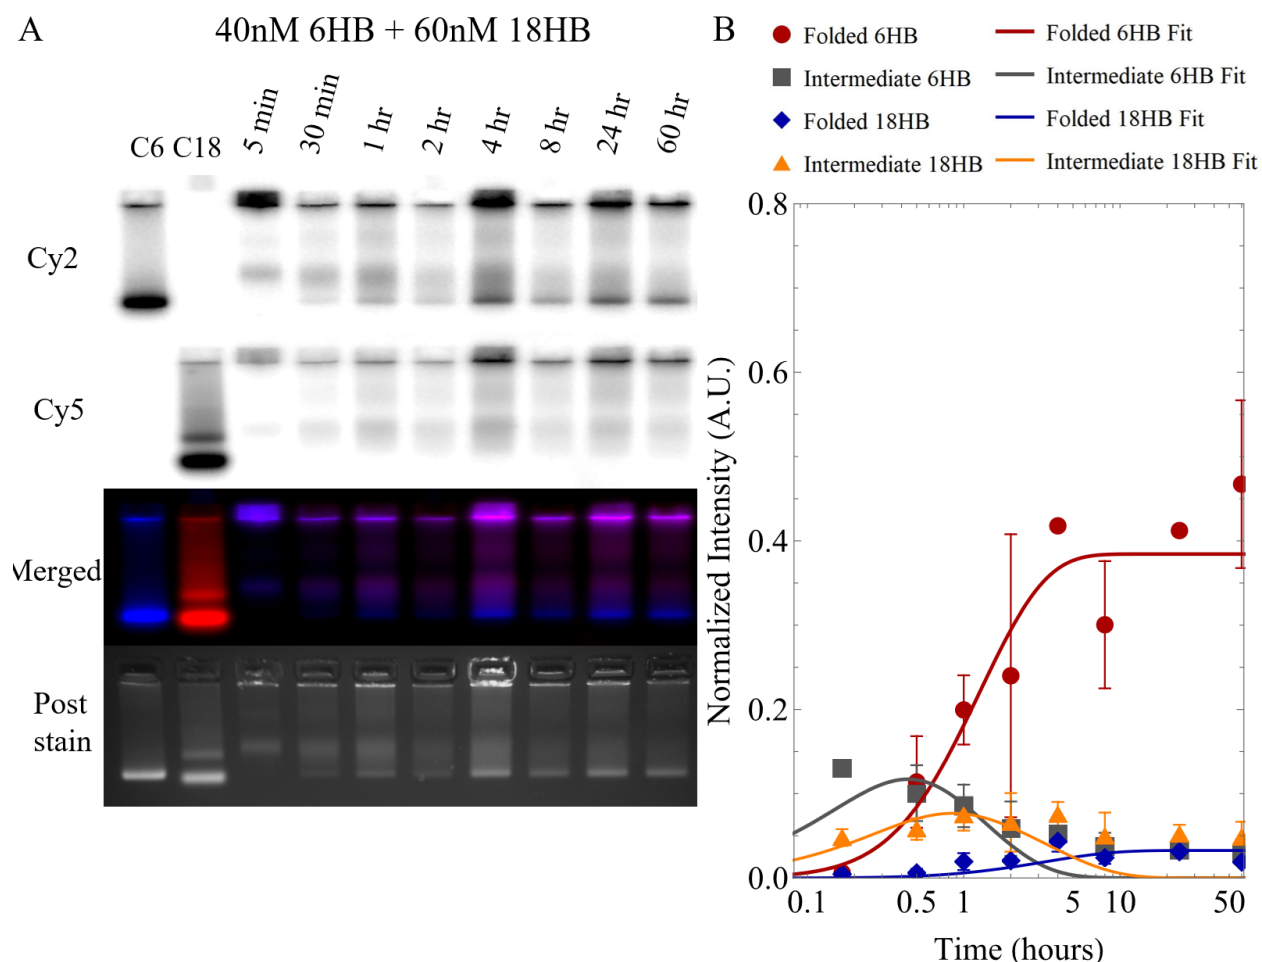 A
40nM 6HB + 60nM 18HB
C6 C18 5 min 30 min 1 hr 2 hr 4 hr 8 hr 24 hr 60 hr
Cy2
Cy5
Merged
Post
stain
B
Folded 6HB
Folded 6HB Fit
Intermediate 6HB
Intermediate 6HB Fit
Folded 18HB
Folded 18HB Fit
Intermediate 18HB
Intermediate 18HB Fit
Normalized Intensity (A.U.)
0.8
0.6
0.4
0.2
0.0
0.1 0.5 1 5 10 50
Time (hours)